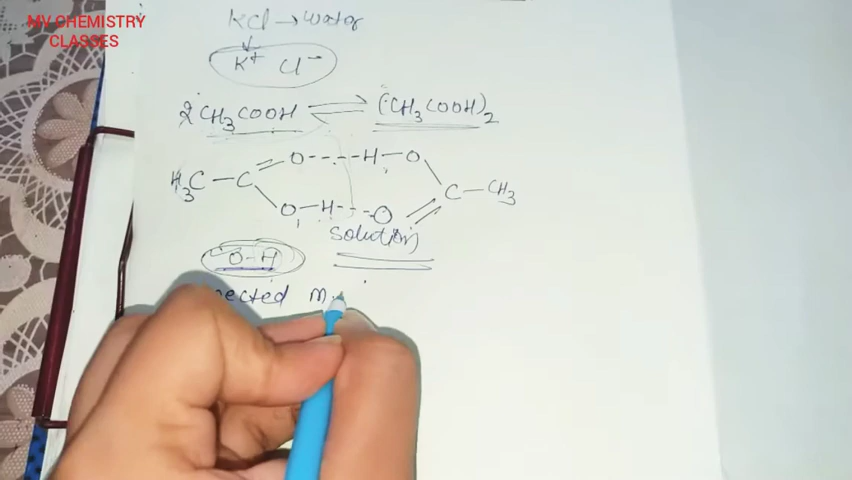 MV CHEMISTRY
CLASSES
KCl → water
↓
K⁺ Cl⁻
2CH₃COOH ⇌ (CH₃COOH)₂
H₃C - C = O ---- H - O
C - CH₃
O - H --- O
solution
O-H
ected M.